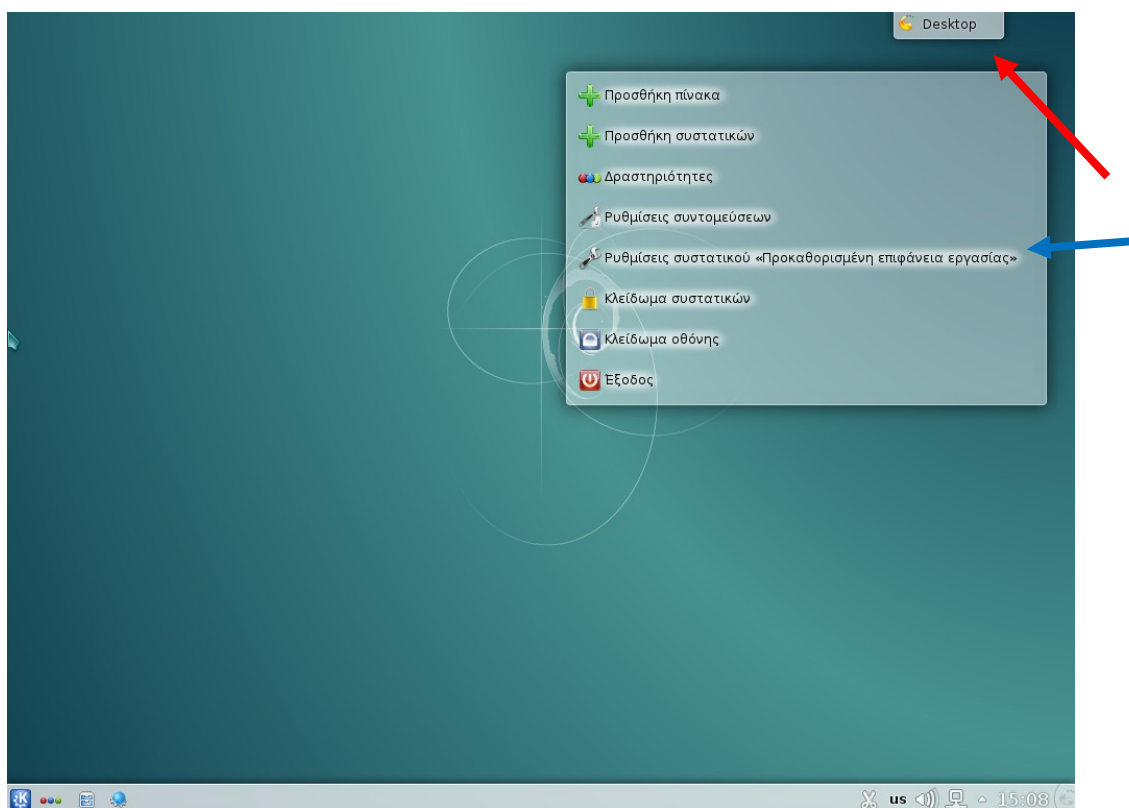 Desktop
Προσθήκη πίνακα
Προσθήκη συστατικών
Δραστηριότητες
Ρυθμίσεις συντομεύσεων
Ρυθμίσεις συστατικού «Προκαθορισμένη επιφάνεια εργασίας»
Κλείδωμα συστατικών
Κλείδωμα οθόνης
Έξοδος
us 15:08